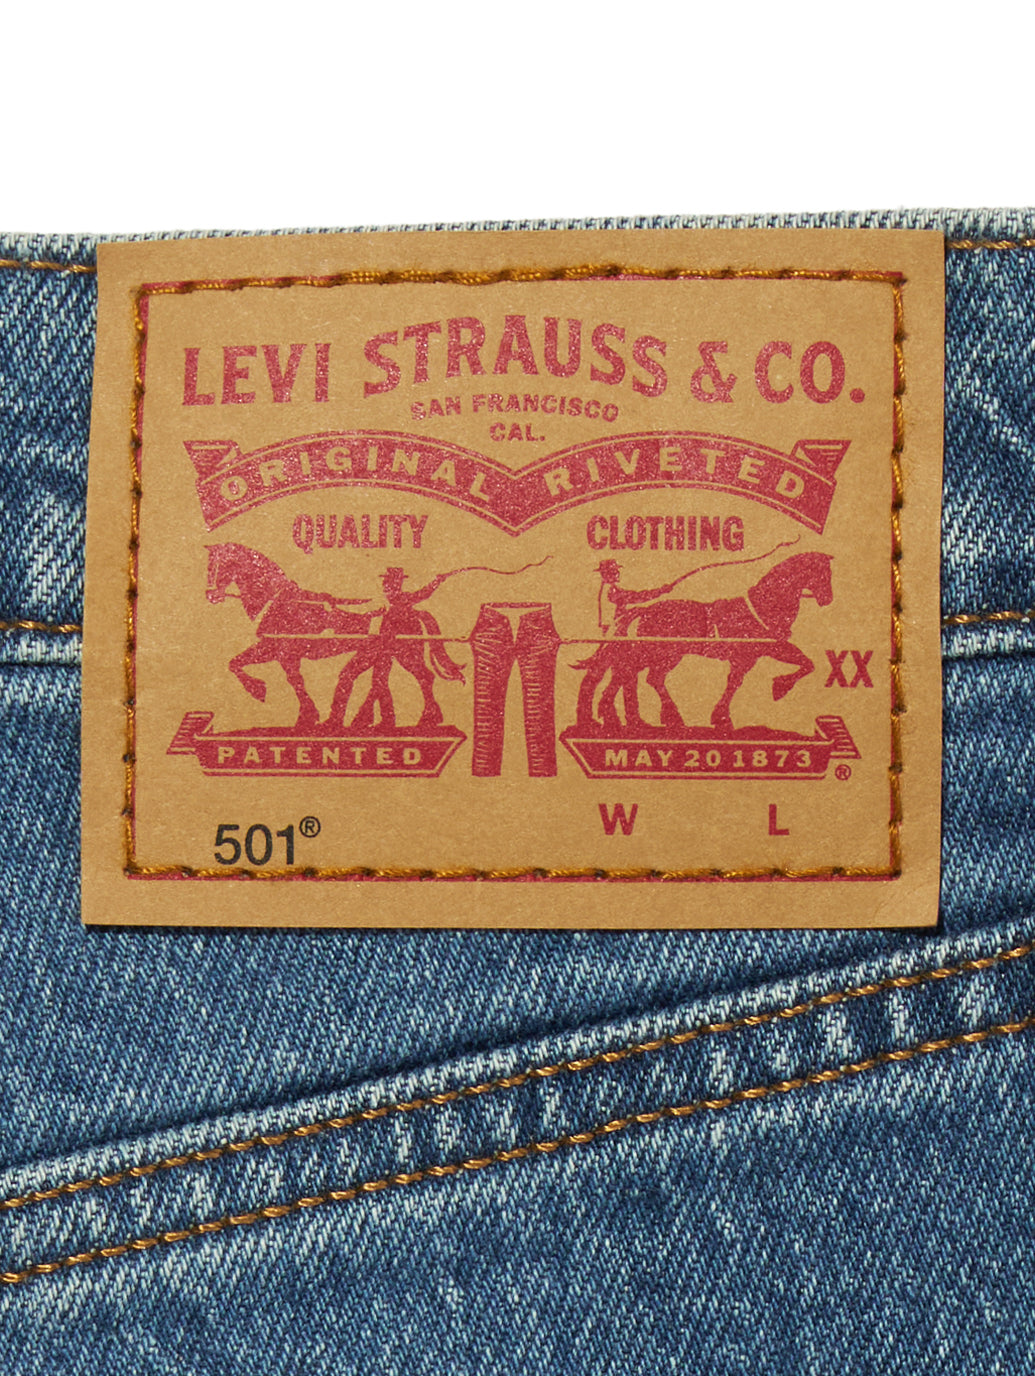 LEVI STRAUSS & CO.
SAN FRANCISCO
CAL.
ORIGINAL RIVETED
QUALITY CLOTHING
XX
PATENTED MAY 20 1873 ®
W L
501®